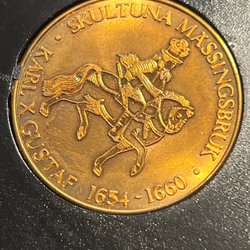 SKULTUNA MÄSSINGSBRUK ·
KARL X GUSTAF · 1654-1660 ·